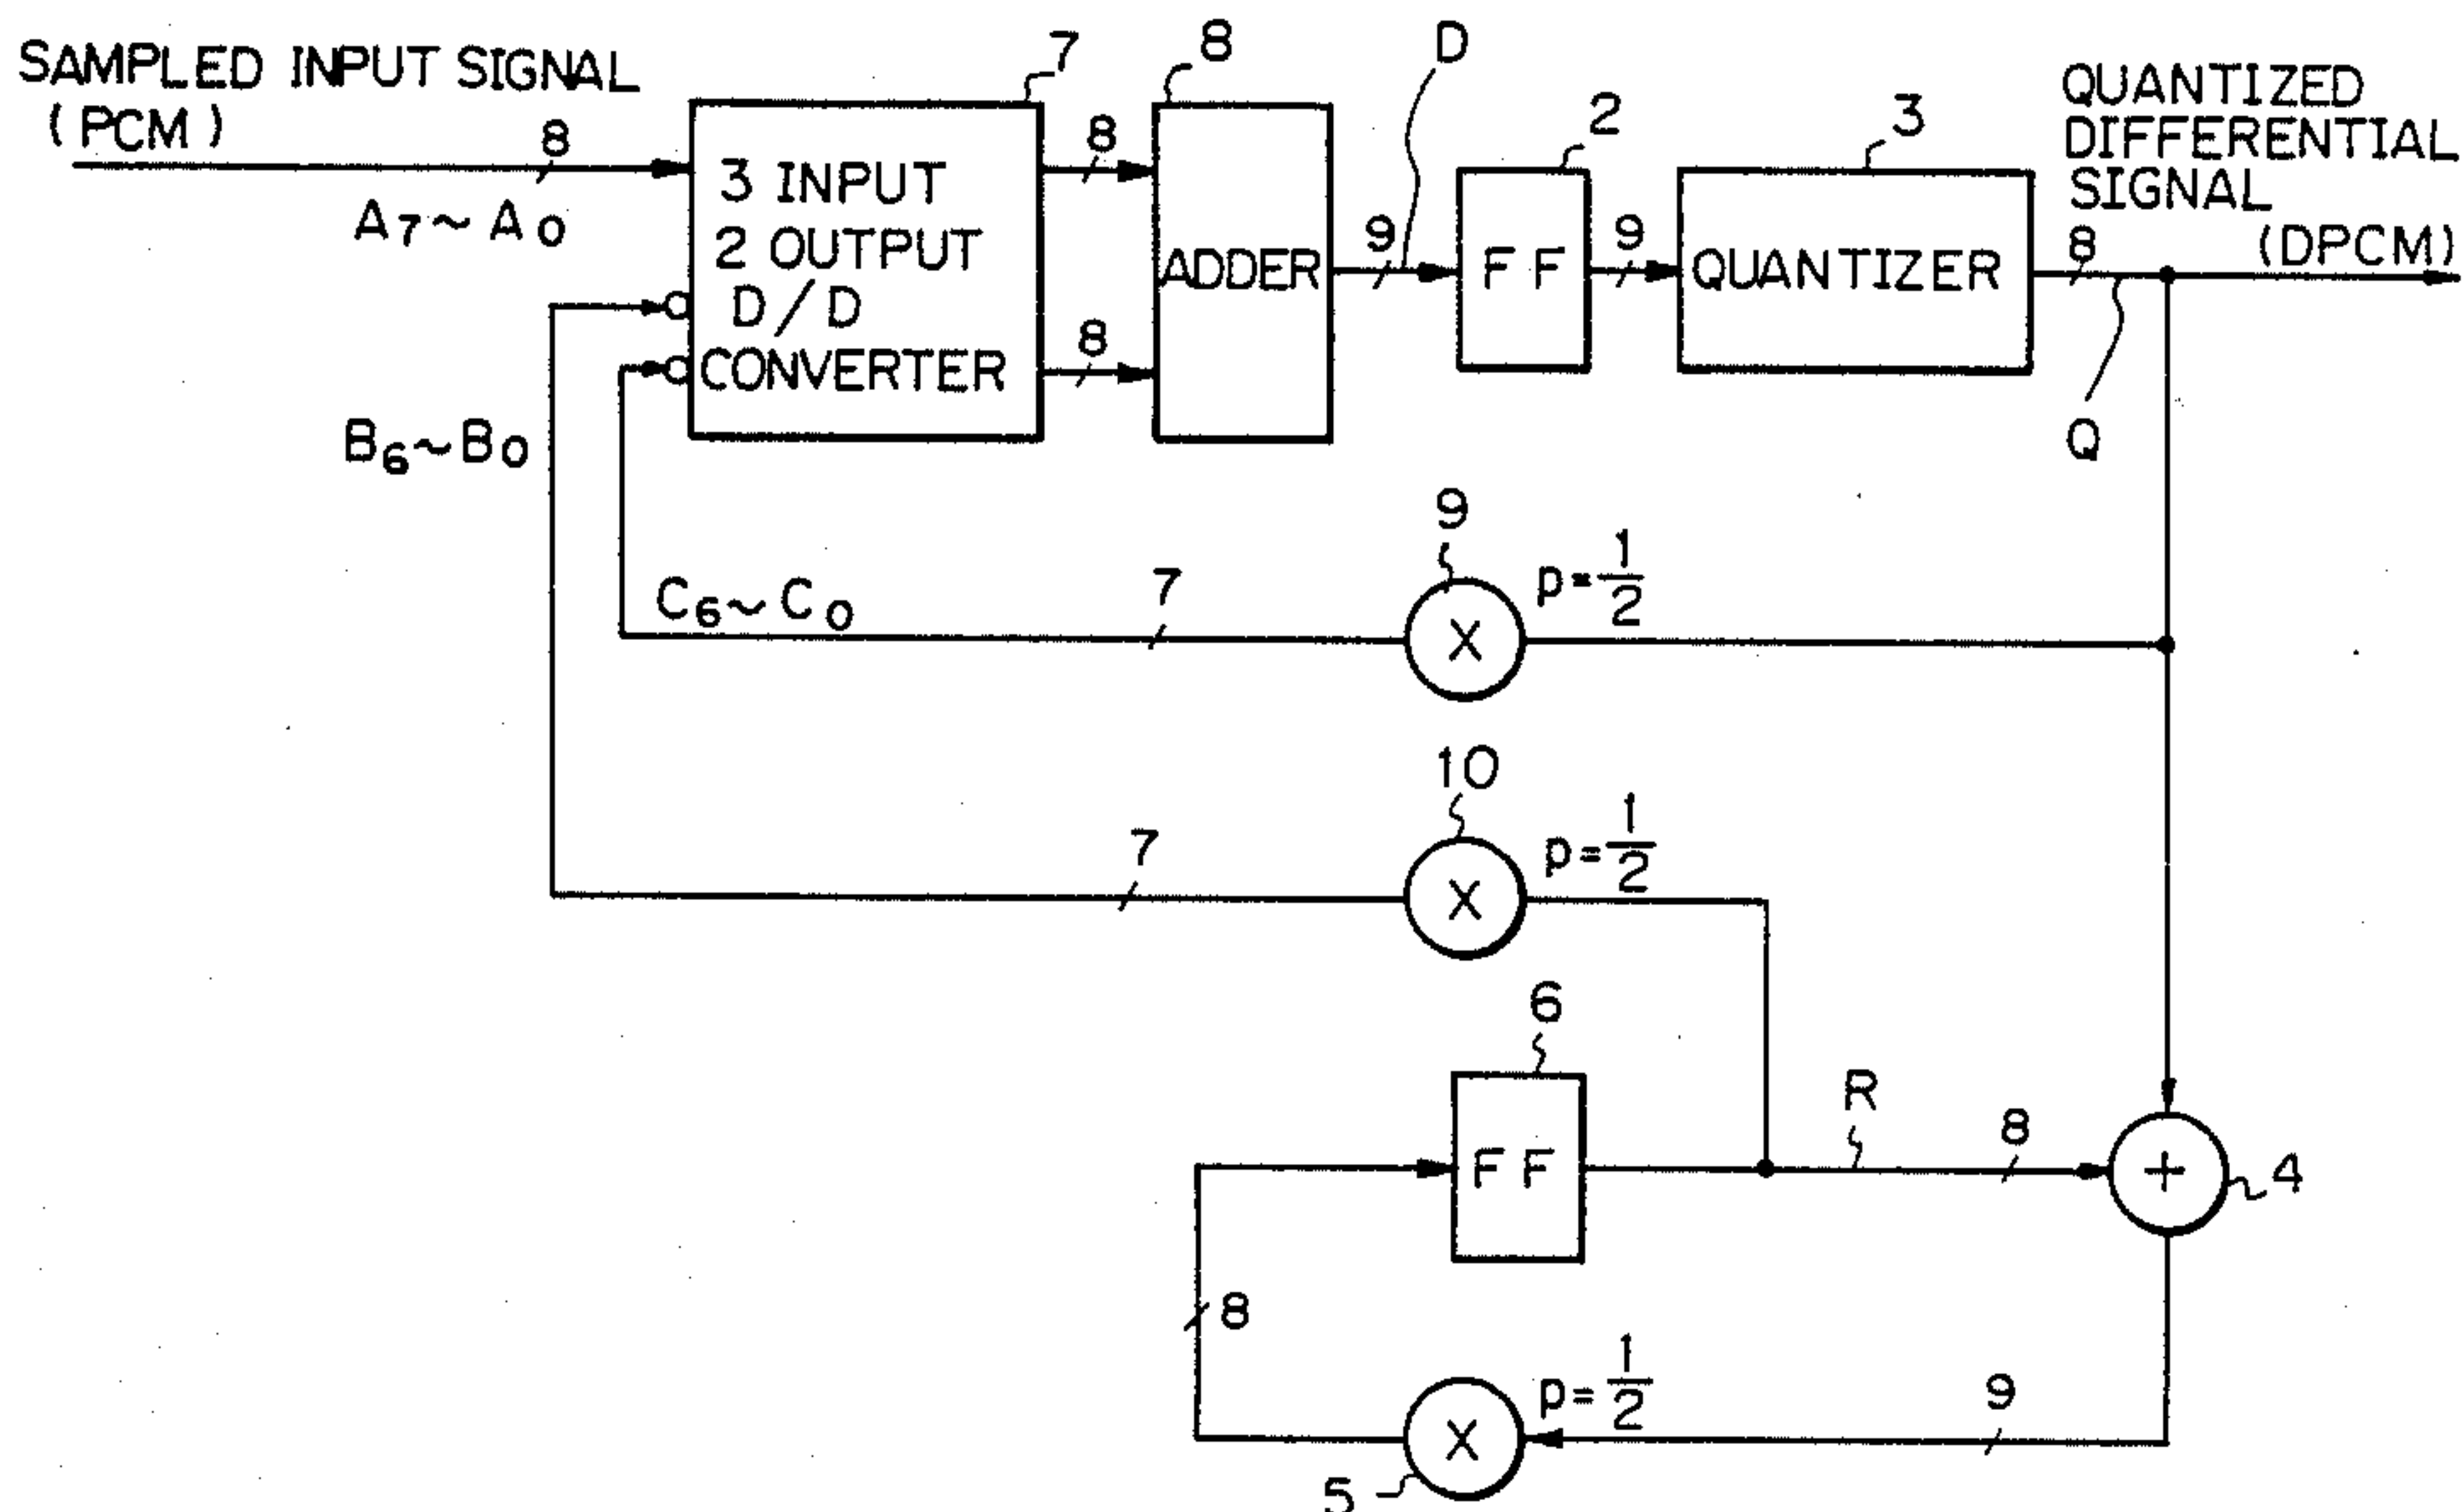 SAMPLED INPUT SIGNAL
(PCM)
8
A7~A0
7
3 INPUT
2 OUTPUT
D/D
CONVERTER
8
8
8
ADDER
D
9
2
FF
9
3
QUANTIZER
QUANTIZED
DIFFERENTIAL
SIGNAL
(DPCM)
8
Q
B6~B0
C6~C0
7
9
X
p=1/2
7
10
X
p=1/2
6
FF
R
8
+
4
8
5
X
p=1/2
9